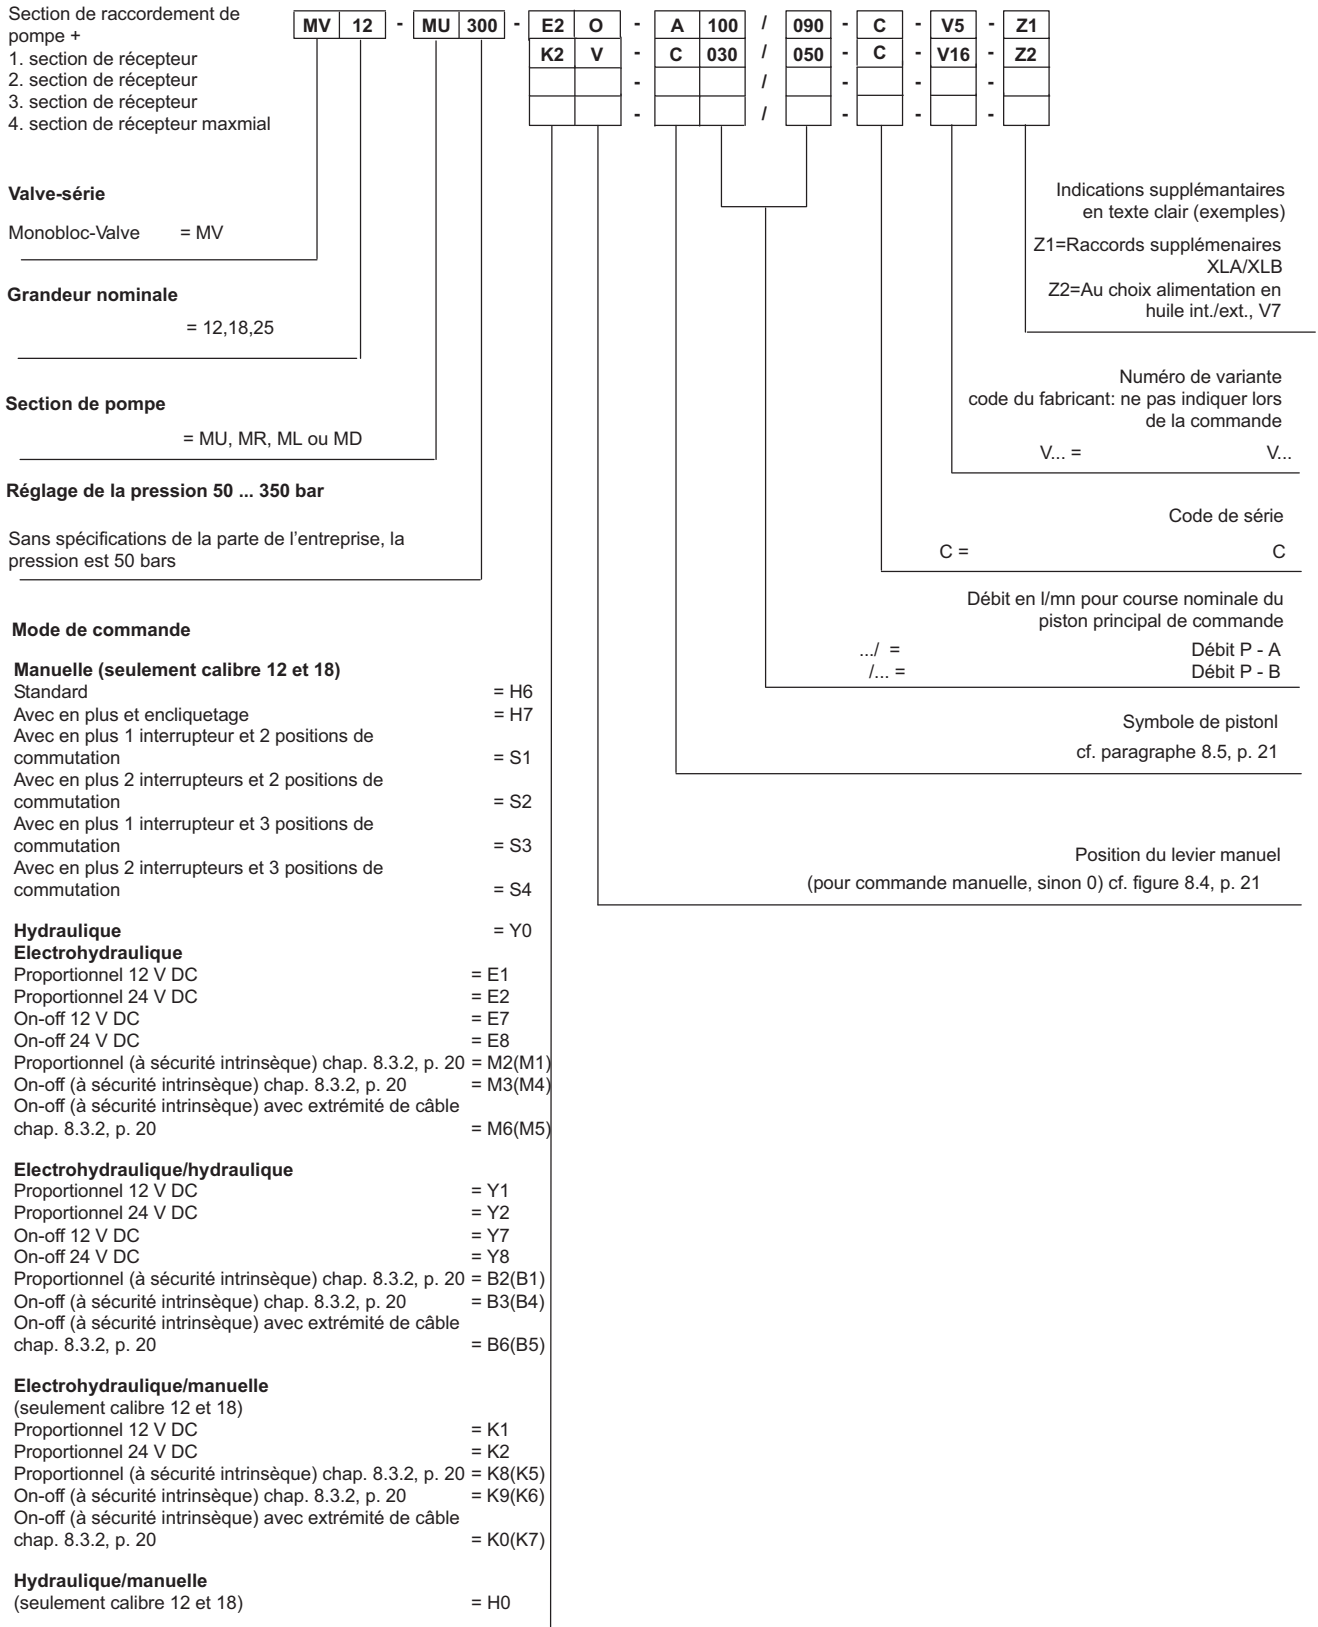 Section de raccordement de
pompe +
1. section de récepteur
2. section de récepteur
3. section de récepteur
4. section de récepteur maxmial
MV 12 - MU 300 - E2 O - A 100 / 090 - C - V5 - Z1
K2 V - C 030 / 050 - C - V16 - Z2
- / - - -
- / - - -
Valve-série
Monobloc-Valve = MV
Grandeur nominale
= 12,18,25
Section de pompe
= MU, MR, ML ou MD
Réglage de la pression 50 ... 350 bar
Sans spécifications de la parte de l'entreprise, la
pression est 50 bars
Mode de commande
Manuelle (seulement calibre 12 et 18)
Standard = H6
Avec en plus et encliquetage = H7
Avec en plus 1 interrupteur et 2 positions de
commutation = S1
Avec en plus 2 interrupteurs et 2 positions de
commutation = S2
Avec en plus 1 interrupteur et 3 positions de
commutation = S3
Avec en plus 2 interrupteurs et 3 positions de
commutation = S4
Hydraulique = Y0
Electrohydraulique
Proportionnel 12 V DC = E1
Proportionnel 24 V DC = E2
On-off 12 V DC = E7
On-off 24 V DC = E8
Proportionnel (à sécurité intrinsèque) chap. 8.3.2, p. 20 = M2(M1)
On-off (à sécurité intrinsèque) chap. 8.3.2, p. 20 = M3(M4)
On-off (à sécurité intrinsèque) avec extrémité de câble
chap. 8.3.2, p. 20 = M6(M5)
Electrohydraulique/hydraulique
Proportionnel 12 V DC = Y1
Proportionnel 24 V DC = Y2
On-off 12 V DC = Y7
On-off 24 V DC = Y8
Proportionnel (à sécurité intrinsèque) chap. 8.3.2, p. 20 = B2(B1)
On-off (à sécurité intrinsèque) chap. 8.3.2, p. 20 = B3(B4)
On-off (à sécurité intrinsèque) avec extrémité de câble
chap. 8.3.2, p. 20 = B6(B5)
Electrohydraulique/manuelle
(seulement calibre 12 et 18)
Proportionnel 12 V DC = K1
Proportionnel 24 V DC = K2
Proportionnel (à sécurité intrinsèque) chap. 8.3.2, p. 20 = K8(K5)
On-off (à sécurité intrinsèque) chap. 8.3.2, p. 20 = K9(K6)
On-off (à sécurité intrinsèque) avec extrémité de câble
chap. 8.3.2, p. 20 = K0(K7)
Hydraulique/manuelle
(seulement calibre 12 et 18) = H0
Indications supplémantaires
en texte clair (exemples)
Z1=Raccords supplémenaires
XLA/XLB
Z2=Au choix alimentation en
huile int./ext., V7
Numéro de variante
code du fabricant: ne pas indiquer lors
de la commande
V... = V...
Code de série
C = C
Débit en l/mn pour course nominale du
piston principal de commande
.../ = Débit P - A
/... = Débit P - B
Symbole de pistonl
cf. paragraphe 8.5, p. 21
Position du levier manuel
(pour commande manuelle, sinon 0) cf. figure 8.4, p. 21